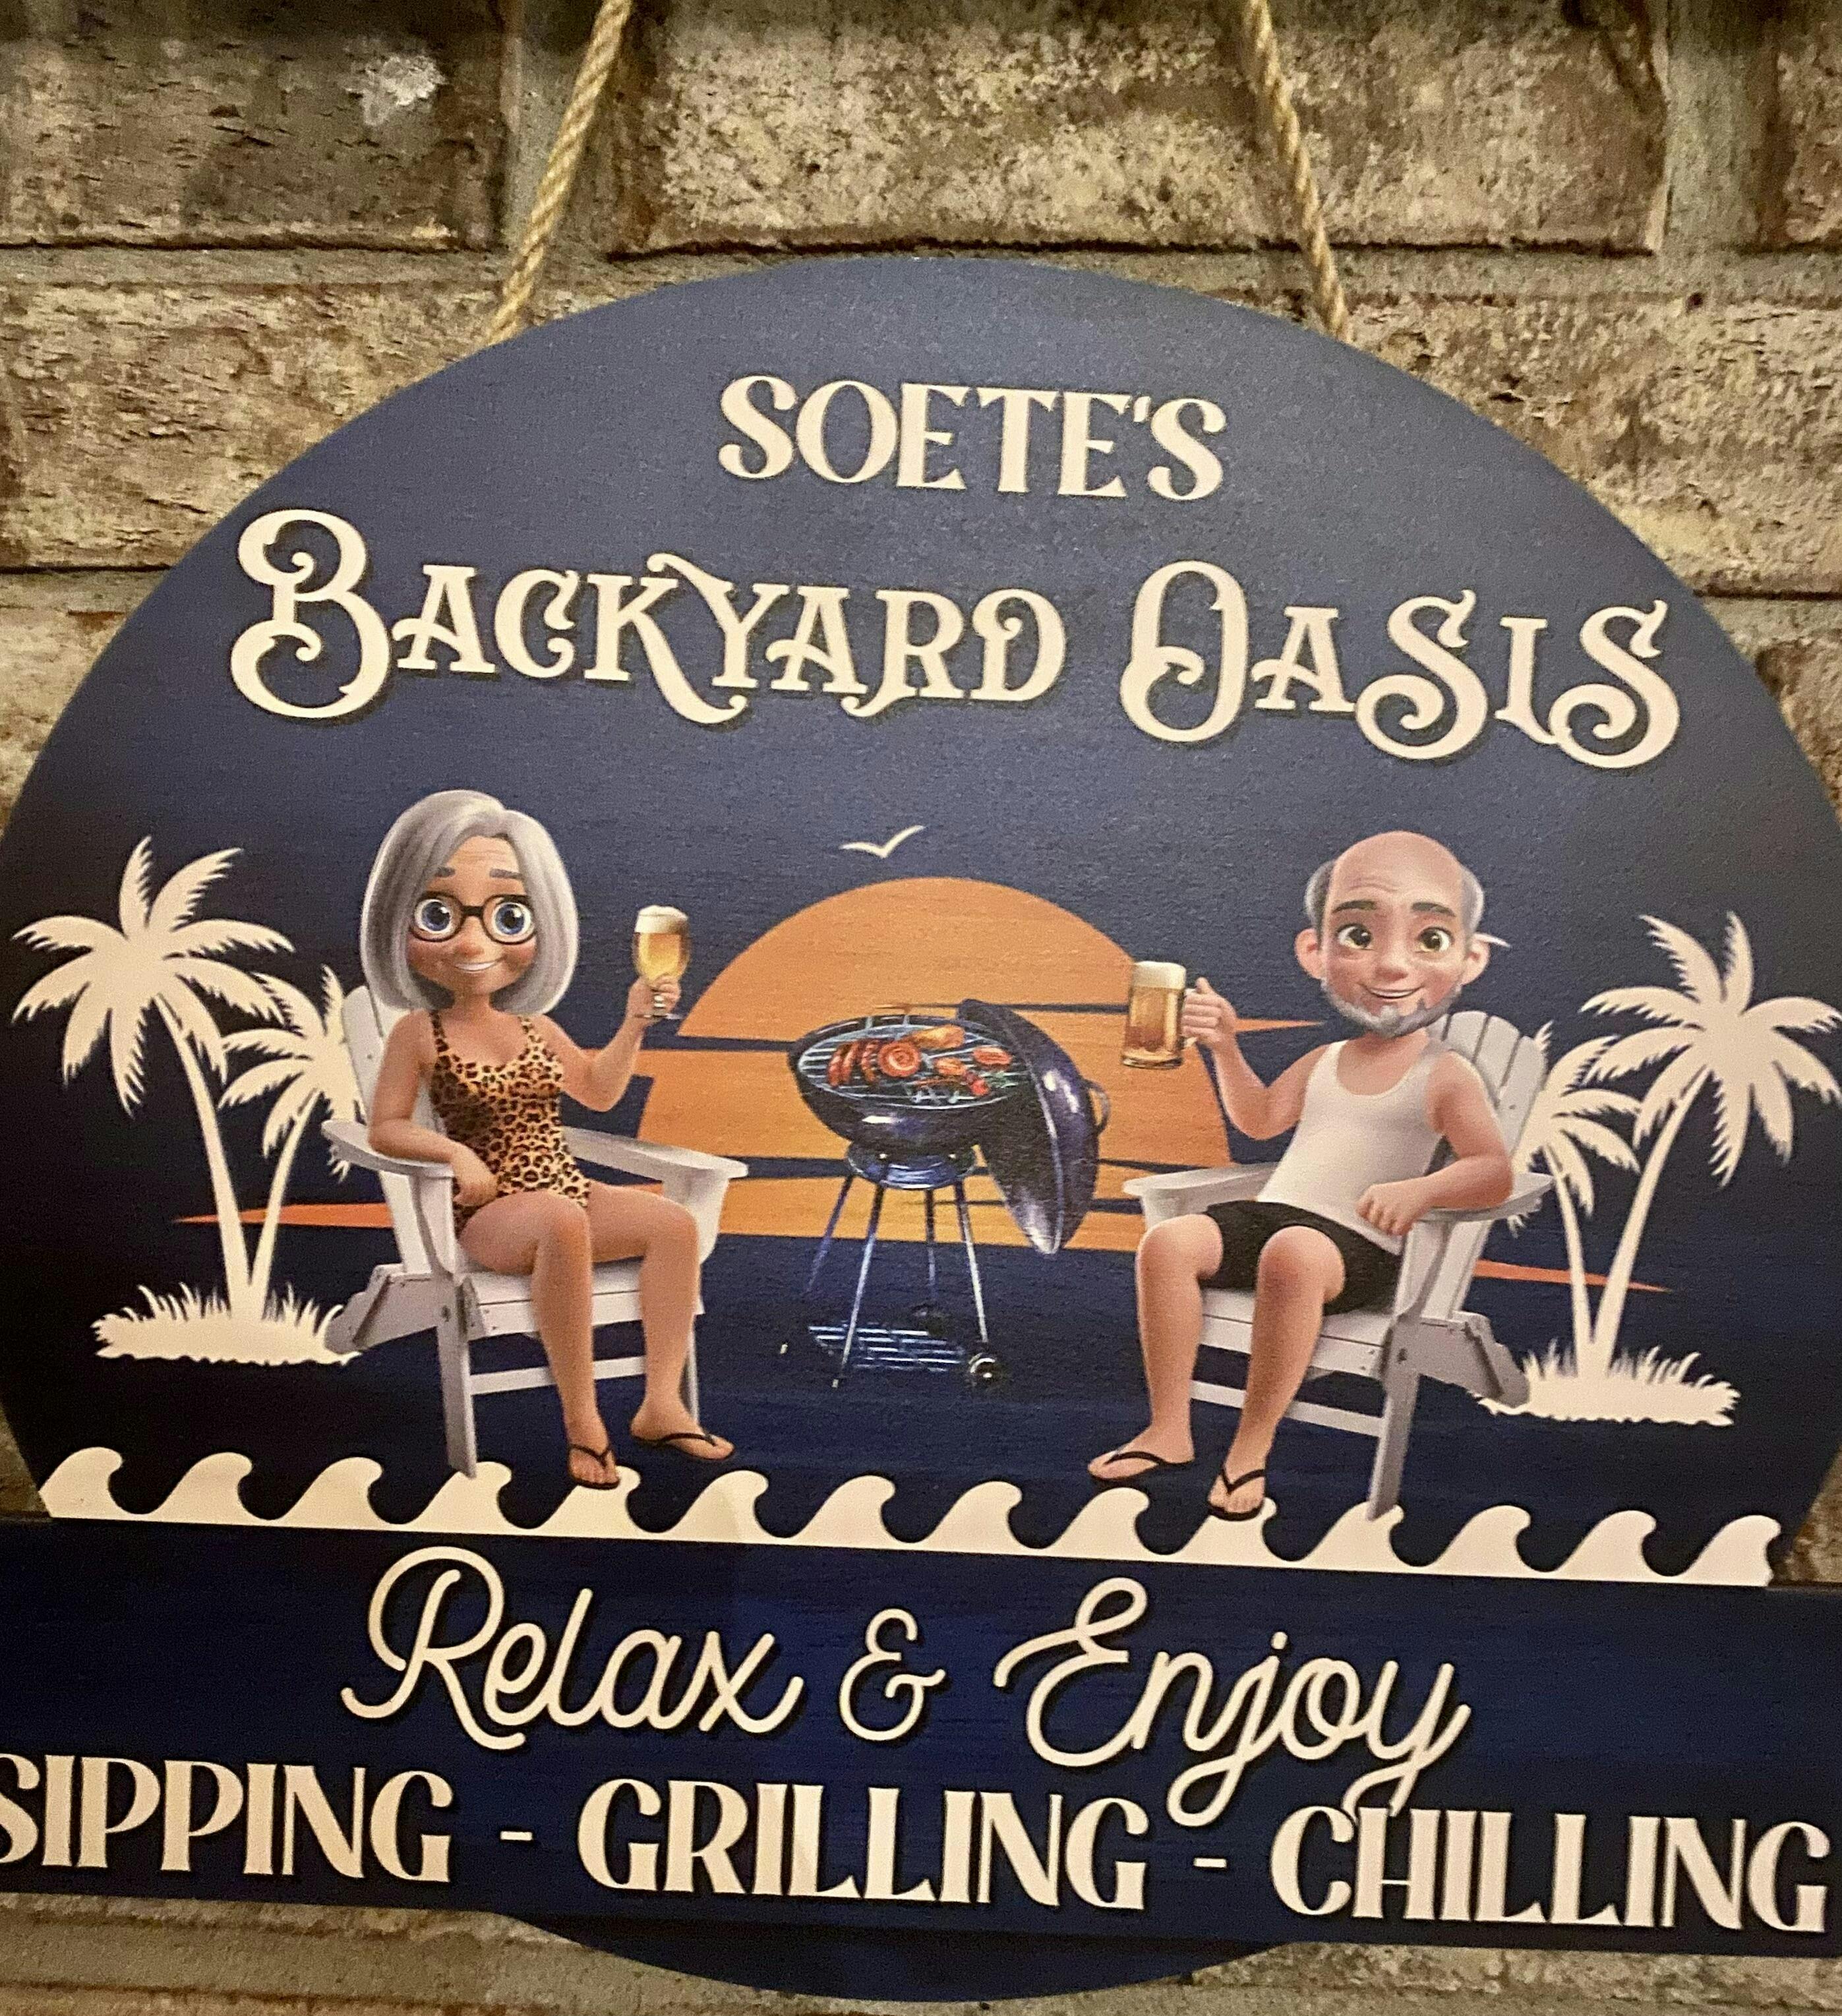 SOETE'S
BACKYARD OASIS
Relax & Enjoy
SIPPING - GRILLING - CHILLING